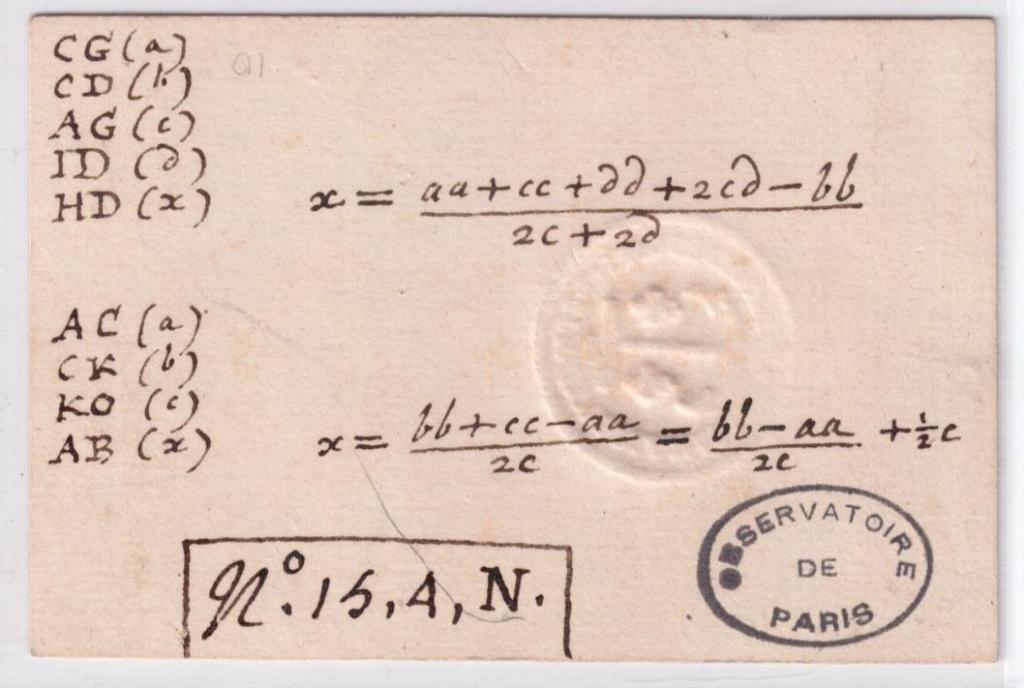 CG (a)
CD (b)
AG (c)
ID (d)
HD (x)
x = aa + cc + dd + 2cd - bb / 2c + 2d
AC (a)
CK (b)
KO (c)
AB (x)
x = bb + cc - aa / 2c = bb - aa / 2c + ½c
No. 15, 4, N.
OBSERVATOIRE
DE
PARIS